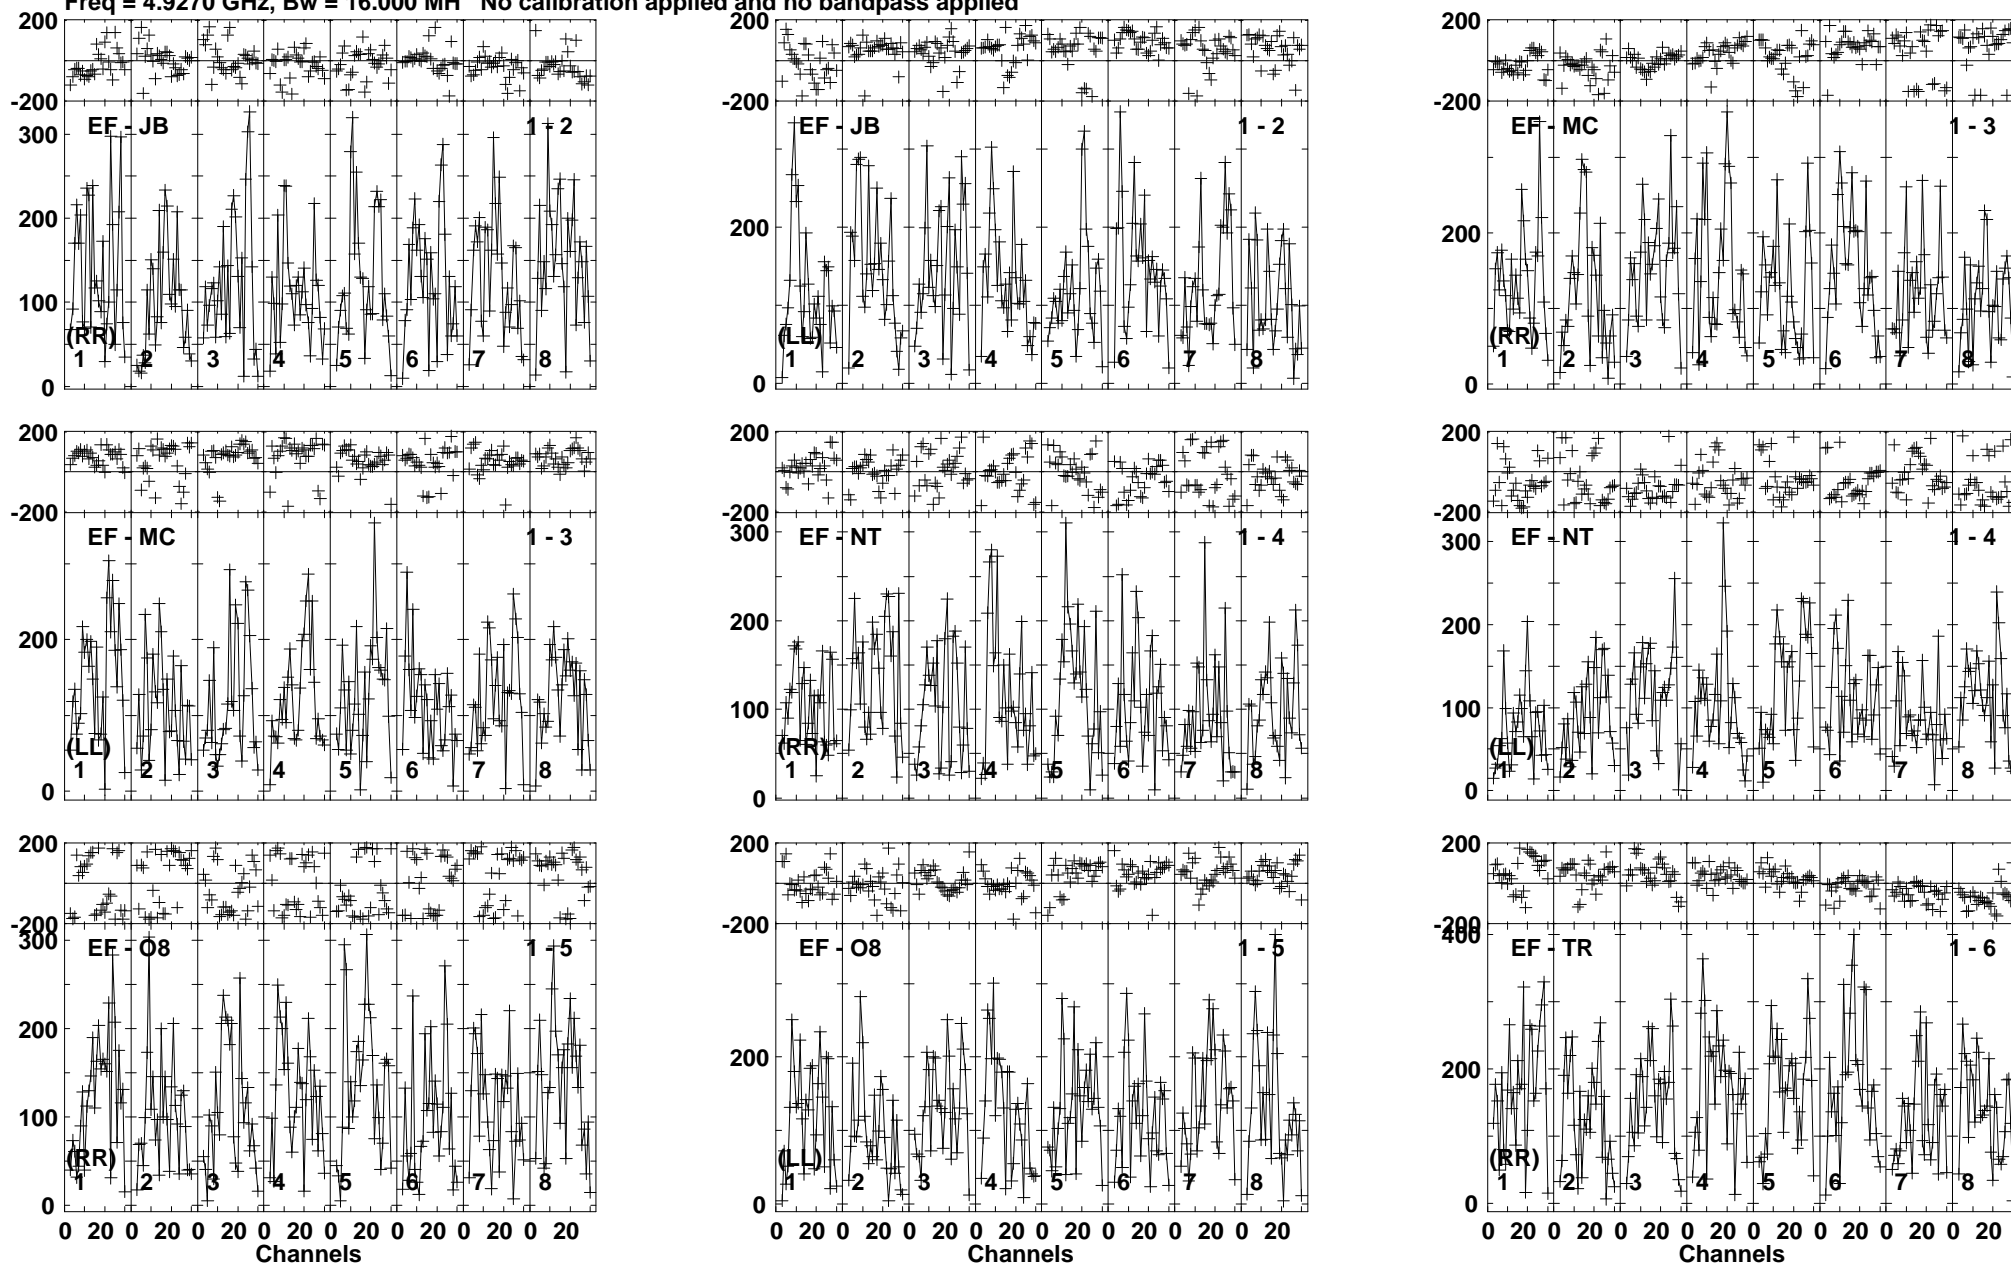 Freq = 4.9270 GHz, Bw = 16.000 MH No calibration applied and no bandpass applied
200 200 200
-200 -200 -200
EF - JB 1 - 2 EF - JB 1 - 2 EF - MC 1 - 3
300
200 200 200
100
(RR) (LL) (RR)
1 2 3 4 5 6 7 8 1 2 3 4 5 6 7 8 1 2 3 4 5 6 7 8
0 0 0
200 200 200
-200 -200 -200
EF - MC 1 - 3 EF - NT 1 - 4 EF - NT 1 - 4
300 300
200 200 200
100 100
(LL) (RR) (LL)
1 2 3 4 5 6 7 8 1 2 3 4 5 6 7 8 1 2 3 4 5 6 7 8
0 0 0
200 200 200
-200 -200 -200
300 400
EF - O8 1 - 5 EF - O8 1 - 5 EF - TR 1 - 6
200 200 200
100
(RR) (LL) (RR)
1 2 3 4 5 6 7 8 1 2 3 4 5 6 7 8 1 2 3 4 5 6 7 8
0 0 0
0 20 0 20 0 20 0 20 0 20 0 20 0 20 0 20 0 20 0 20 0 20 0 20 0 20 0 20 0 20 0 20 0 20 0 20 0 20 0 20 0 20 0 20 0 20 0 20
Channels Channels Channels